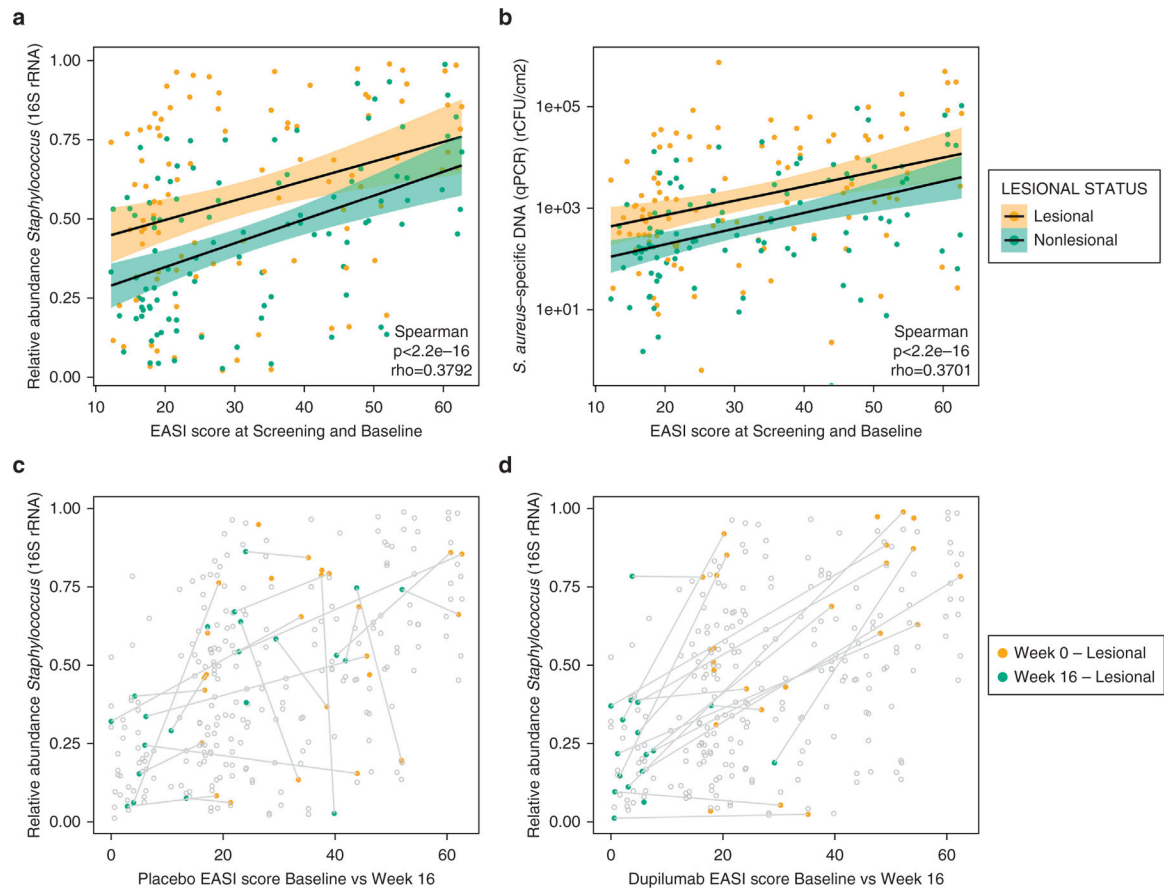 a
Relative abundance Staphylococcus (16S rRNA)
1.00
0.75
0.50
0.25
0.00
Spearman
p<2.2e−16
rho=0.3792
10 20 30 40 50 60
EASI score at Screening and Baseline
b
S. aureus–specific DNA (qPCR) (rCFU/cm2)
1e+05
1e+03
1e+01
Spearman
p<2.2e−16
rho=0.3701
10 20 30 40 50 60
EASI score at Screening and Baseline
LESIONAL STATUS
Lesional
Nonlesional
c
Relative abundance Staphylococcus (16S rRNA)
1.00
0.75
0.50
0.25
0.00
0 20 40 60
Placebo EASI score Baseline vs Week 16
d
Relative abundance Staphylococcus (16S rRNA)
1.00
0.75
0.50
0.25
0.00
0 20 40 60
Dupilumab EASI score Baseline vs Week 16
Week 0 – Lesional
Week 16 – Lesional